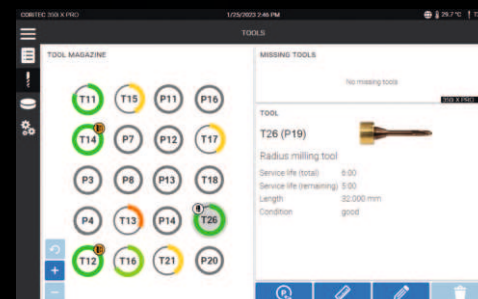 CORiTEC 350i X PRO
1/25/2023 2:46 PM
29.7 °C
TOOLS
TOOL MAGAZINE
T11 T15 P11 P16
T14 P7 P12 T17
P3 P8 P13 T18
P4 T13 P14 T26
T12 T16 T21 P20
MISSING TOOLS
No missing tools
350i X PRO
TOOL
T26 (P19)
Radius milling tool
Service life (total) 6:00
Service life (remaining) 5:00
Length 32.000 mm
Condition good